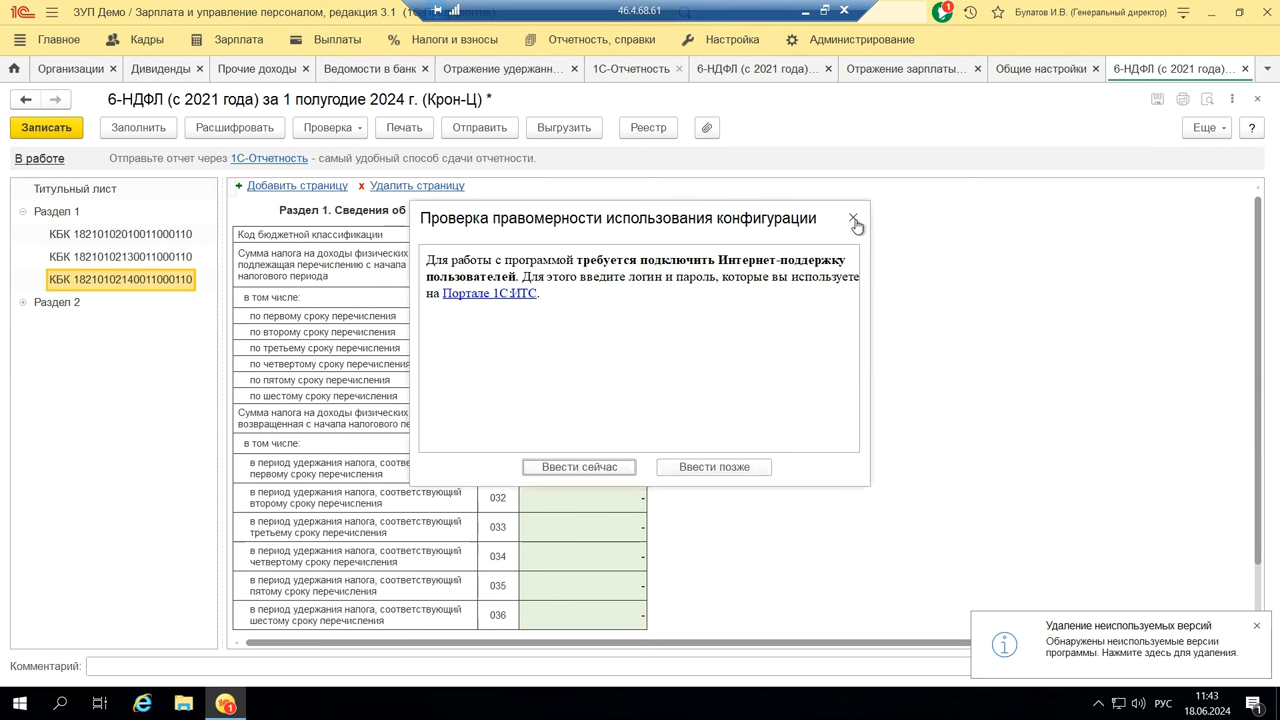 ЗУП Демо / Зарплата и управление персоналом, редакция 3.1 (1С:Предприятие)
46.4.68.61
1
Булатов И.В. (Генеральный директор)
Главное
Кадры
Зарплата
Выплаты
Налоги и взносы
Отчетность, справки
Настройка
Администрирование
Организации
Дивиденды
Прочие доходы
Ведомости в банк
Отражение удержанн...
1С-Отчетность
6-НДФЛ (с 2021 года)...
Отражение зарплаты...
Общие настройки
6-НДФЛ (с 2021 года)...
6-НДФЛ (с 2021 года) за 1 полугодие 2024 г. (Крон-Ц) *
Записать
Заполнить
Расшифровать
Проверка
Печать
Отправить
Выгрузить
Реестр
Еще
?
В работе
Отправьте отчет через 1С-Отчетность - самый удобный способ сдачи отчетности.
Титульный лист
Раздел 1
КБК 18210102010011000110
КБК 18210102130011000110
КБК 18210102140011000110
Раздел 2
Добавить страницу
x Удалить страницу
Раздел 1. Сведения об
Код бюджетной классификации
Сумма налога на доходы физических
подлежащая перечислению с начала
налогового периода
в том числе:
по первому сроку перечисления
по второму сроку перечисления
по третьему сроку перечисления
по четвертому сроку перечисления
по пятому сроку перечисления
по шестому сроку перечисления
Сумма налога на доходы физических
возвращенная с начала налогового пе
в том числе:
в период удержания налога, соответ
первому сроку перечисления
в период удержания налога, соответствующий
второму сроку перечисления
032
-
в период удержания налога, соответствующий
третьему сроку перечисления
033
-
в период удержания налога, соответствующий
четвертому сроку перечисления
034
-
в период удержания налога, соответствующий
пятому сроку перечисления
035
-
в период удержания налога, соответствующий
шестому сроку перечисления
036
-
Проверка правомерности использования конфигурации
Для работы с программой требуется подключить Интернет-поддержку
пользователей. Для этого введите логин и пароль, которые вы используете
на Портале 1С:ИТС.
Ввести сейчас
Ввести позже
Удаление неиспользуемых версий
Обнаружены неиспользуемые версии
программы. Нажмите здесь для удаления.
Комментарий:
1
РУС
11:43
18.06.2024
1